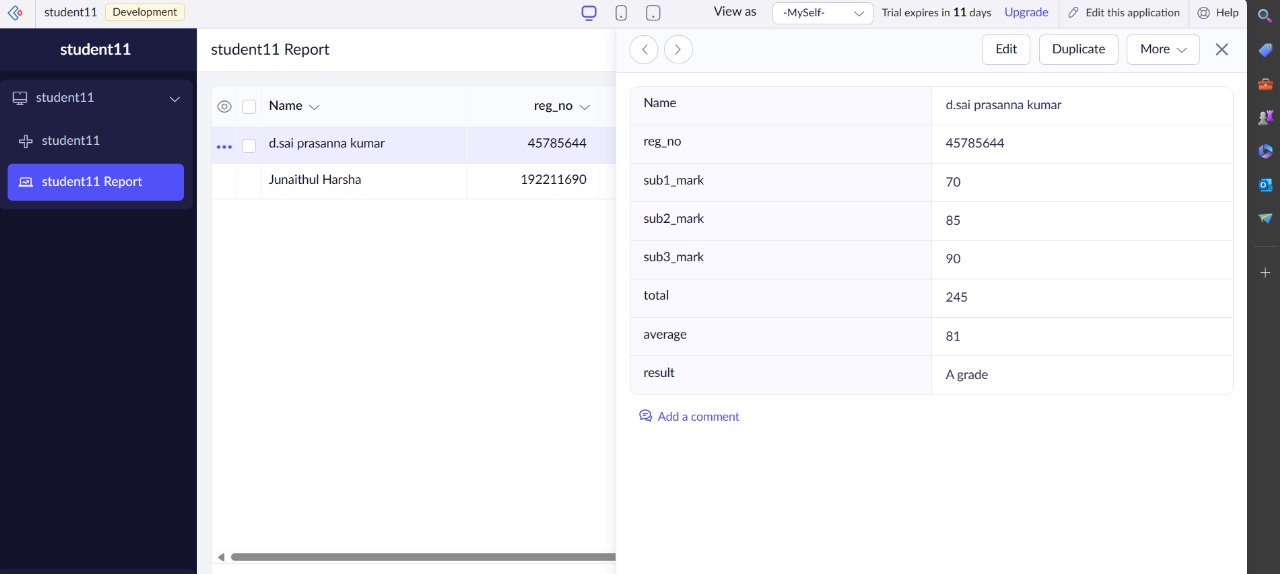 student11 Development View as -MySelf- Trial expires in 11 days Upgrade Edit this application Help
student11
student11
student11
student11 Report
student11 Report
Name reg_no
d.sai prasanna kumar 45785644
Junaithul Harsha 192211690
Edit Duplicate More
Name d.sai prasanna kumar
reg_no 45785644
sub1_mark 70
sub2_mark 85
sub3_mark 90
total 245
average 81
result A grade
Add a comment